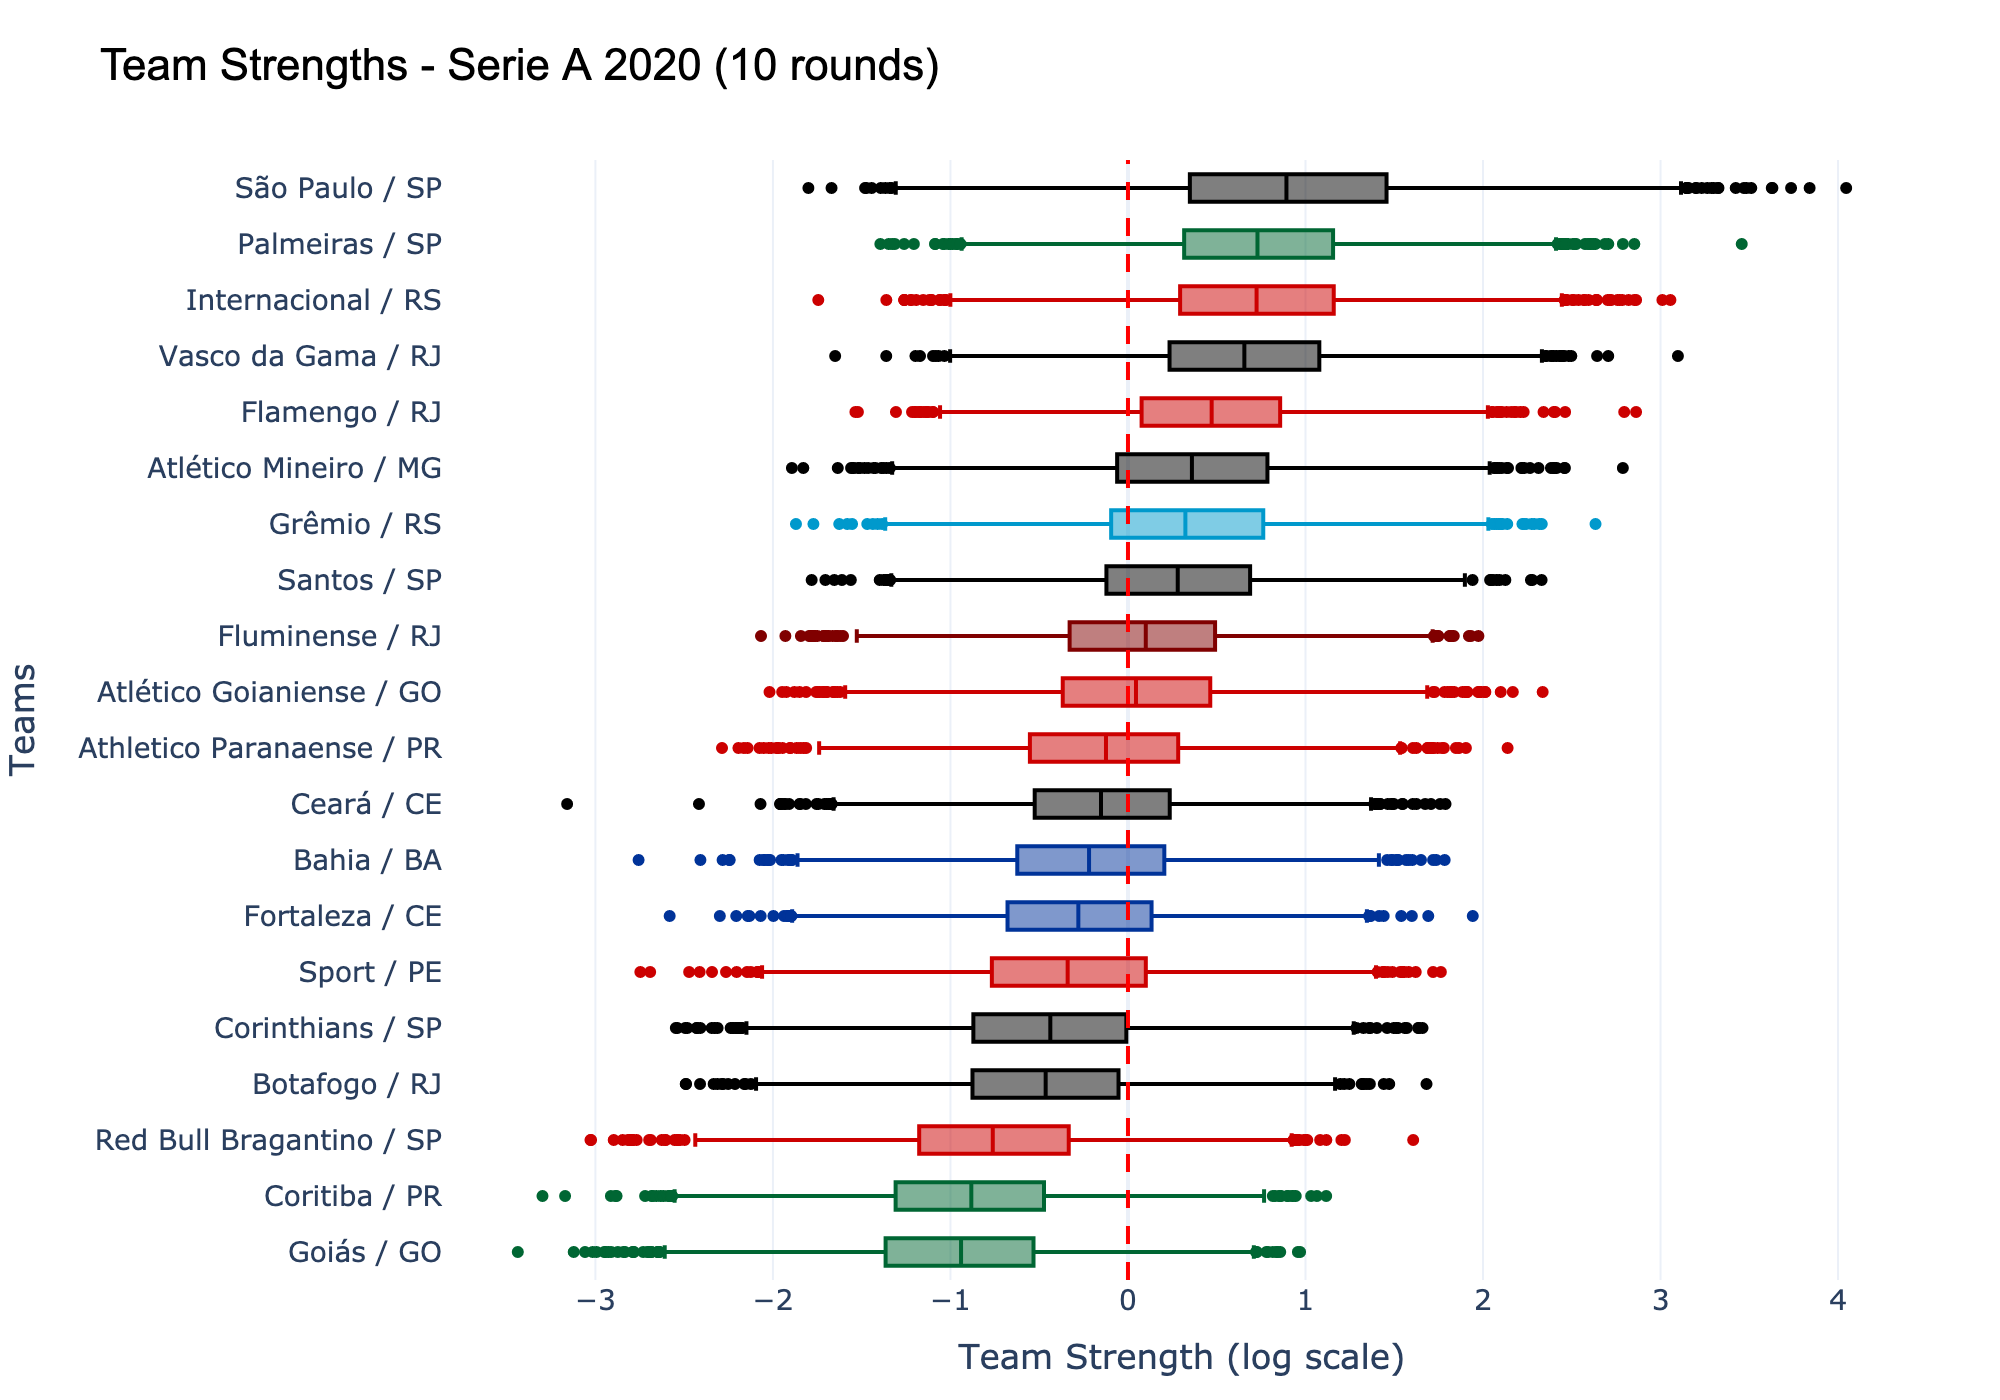 Team Strengths - Serie A 2020 (10 rounds)
São Paulo / SP
Palmeiras / SP
Internacional / RS
Vasco da Gama / RJ
Flamengo / RJ
Atlético Mineiro / MG
Grêmio / RS
Santos / SP
Fluminense / RJ
Atlético Goianiense / GO
Athletico Paranaense / PR
Ceará / CE
Bahia / BA
Fortaleza / CE
Sport / PE
Corinthians / SP
Botafogo / RJ
Red Bull Bragantino / SP
Coritiba / PR
Goiás / GO
Teams
−3 −2 −1 0 1 2 3 4
Team Strength (log scale)